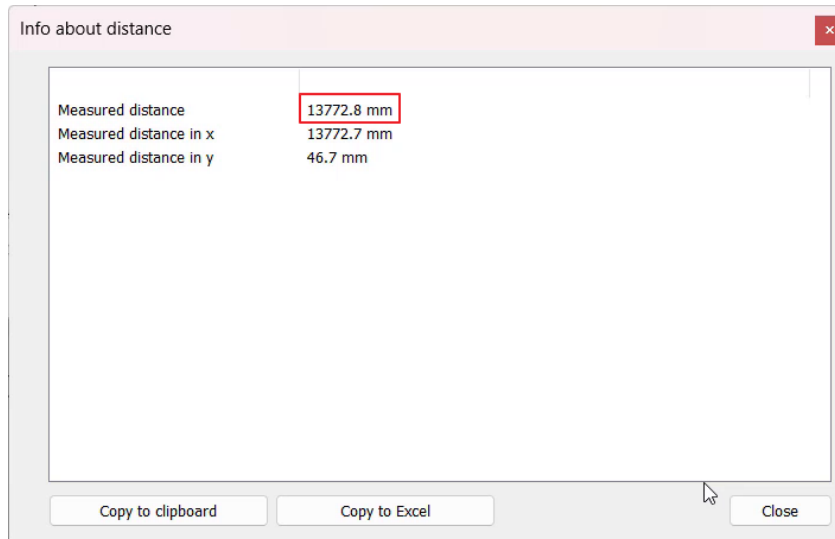 Info about distance
Measured distance 13772.8 mm
Measured distance in x 13772.7 mm
Measured distance in y 46.7 mm
Copy to clipboard Copy to Excel Close